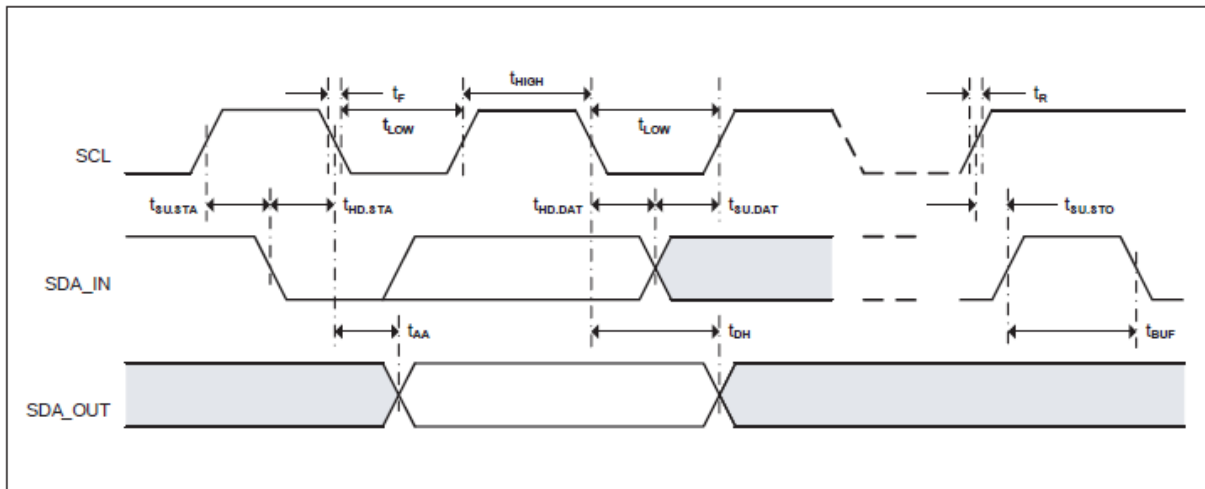 tF
tHIGH
tLOW
tLOW
tR
SCL
tSU.STA
tHD.STA
tHD.DAT
tSU.DAT
tSU.STO
SDA_IN
tAA
tDH
tBUF
SDA_OUT